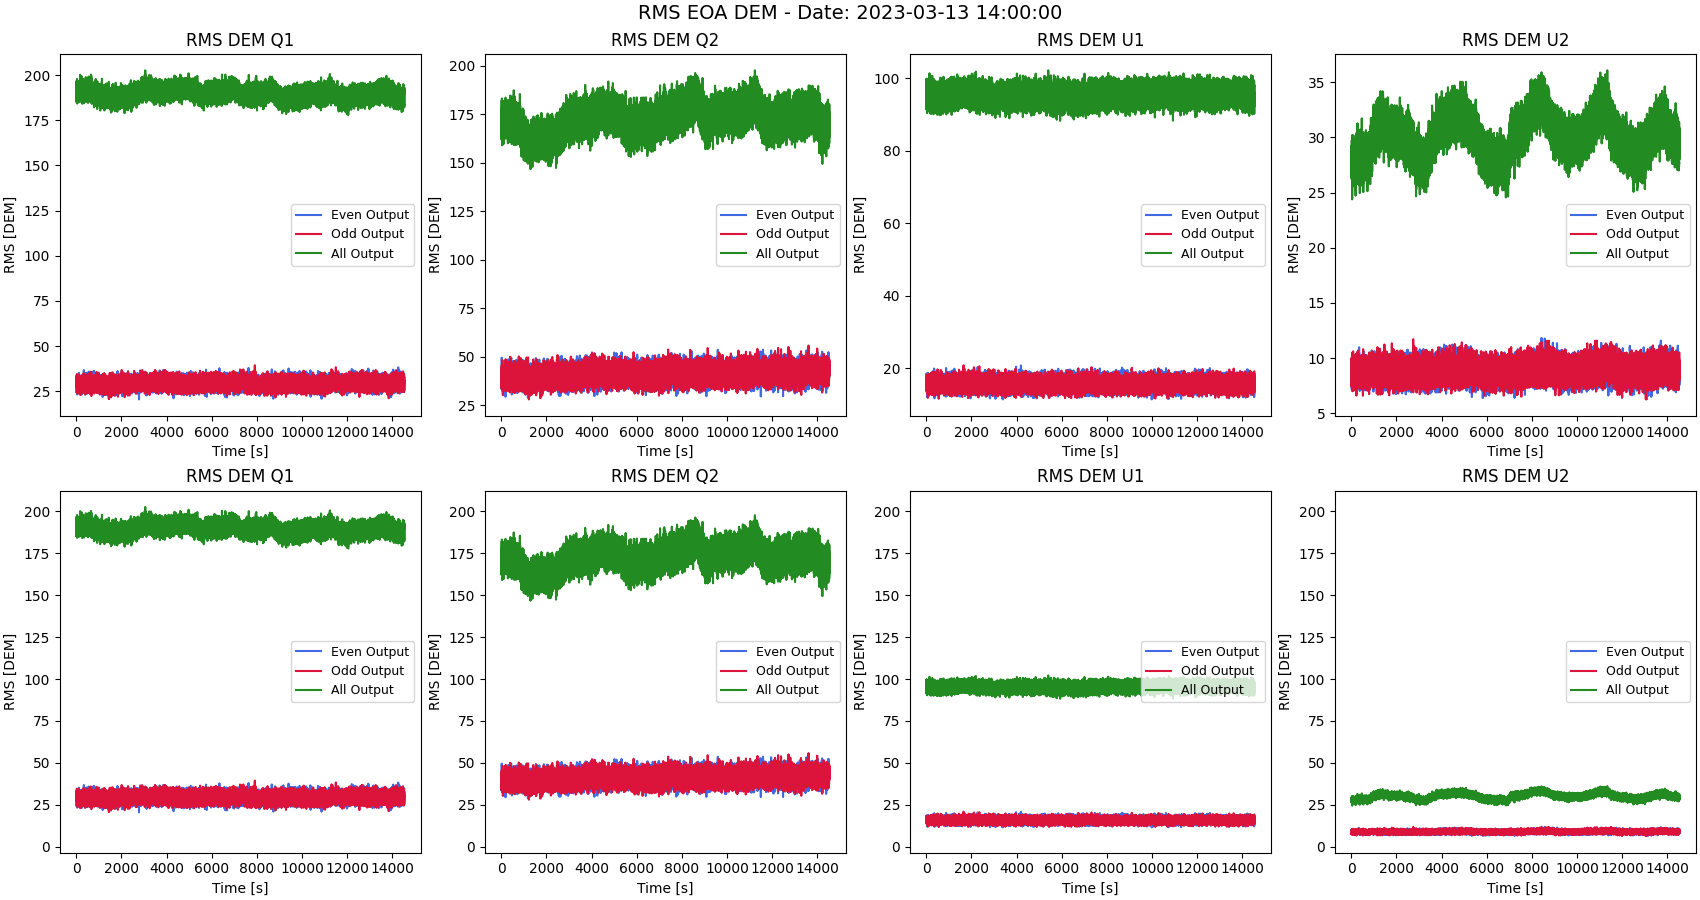 RMS EOA DEM - Date: 2023-03-13 14:00:00
RMS DEM Q1
RMS [DEM]
200
175
150
125
100
75
50
25
0 2000 4000 6000 8000 10000 12000 14000
Time [s]
Even Output
Odd Output
All Output
RMS DEM Q2
RMS [DEM]
200
175
150
125
100
75
50
25
0 2000 4000 6000 8000 10000 12000 14000
Time [s]
Even Output
Odd Output
All Output
RMS DEM U1
RMS [DEM]
100
80
60
40
20
0 2000 4000 6000 8000 10000 12000 14000
Time [s]
Even Output
Odd Output
All Output
RMS DEM U2
RMS [DEM]
35
30
25
20
15
10
5
0 2000 4000 6000 8000 10000 12000 14000
Time [s]
Even Output
Odd Output
All Output
RMS DEM Q1
RMS [DEM]
200
175
150
125
100
75
50
25
0
0 2000 4000 6000 8000 10000 12000 14000
Time [s]
Even Output
Odd Output
All Output
RMS DEM Q2
RMS [DEM]
200
175
150
125
100
75
50
25
0
0 2000 4000 6000 8000 10000 12000 14000
Time [s]
Even Output
Odd Output
All Output
RMS DEM U1
RMS [DEM]
200
175
150
125
100
75
50
25
0
0 2000 4000 6000 8000 10000 12000 14000
Time [s]
Even Output
Odd Output
All Output
RMS DEM U2
RMS [DEM]
200
175
150
125
100
75
50
25
0
0 2000 4000 6000 8000 10000 12000 14000
Time [s]
Even Output
Odd Output
All Output